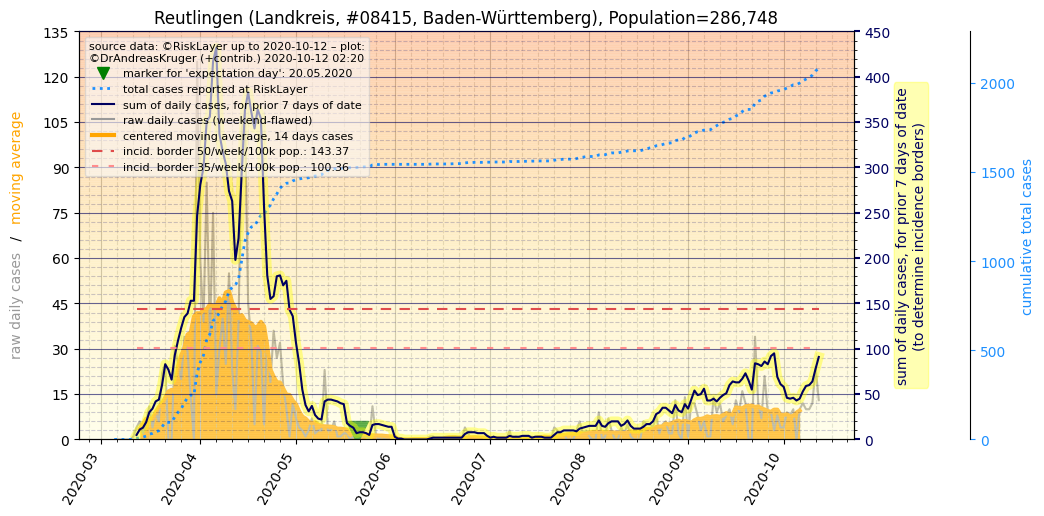 Reutlingen (Landkreis, #08415, Baden-Württemberg), Population=286,748
source data: ©RiskLayer up to 2020-10-12 – plot:
©DrAndreasKruger (+contrib.) 2020-10-12 02:20
marker for 'expectation day': 20.05.2020
total cases reported at RiskLayer
sum of daily cases, for prior 7 days of date
raw daily cases (weekend-flawed)
centered moving average, 14 days cases
incid. border 50/week/100k pop.: 143.37
incid. border 35/week/100k pop.: 100.36
raw daily cases / moving average
135
120
105
90
75
60
45
30
15
0
2020-03
2020-04
2020-05
2020-06
2020-07
2020-08
2020-09
2020-10
450
400
350
300
250
200
150
100
50
0
sum of daily cases, for prior 7 days of date
(to determine incidence borders)
2000
1500
1000
500
0
cumulative total cases